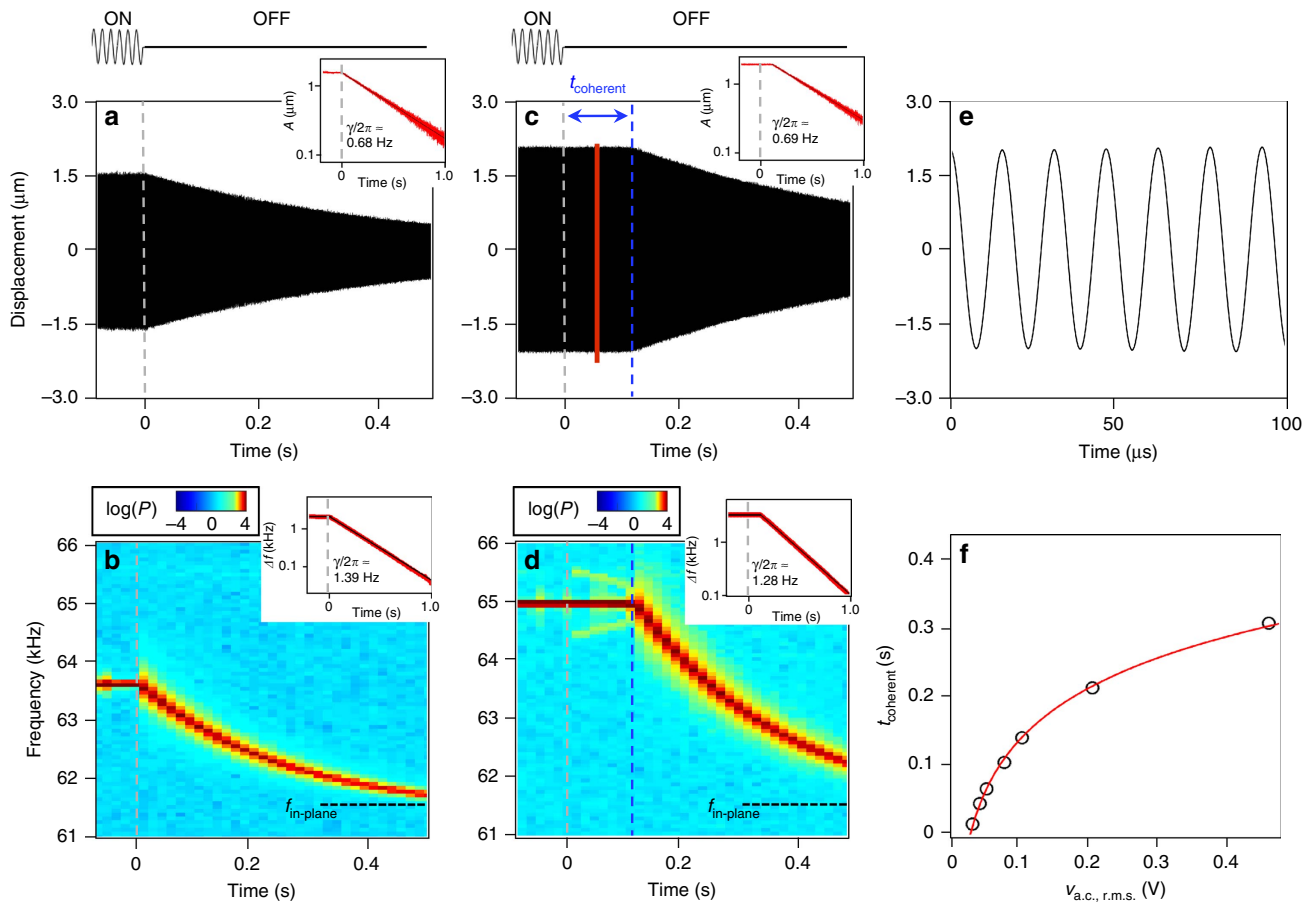 ON
OFF
a
3.0
1.5
0
−1.5
−3.0
Displacement (μm)
0
0.2
0.4
Time (s)
A (μm)
1
0.1
γ/2π =
0.68 Hz
0
1.0
Time (s)
ON
OFF
t_coherent
c
A (μm)
1
0.1
γ/2π =
0.69 Hz
0
1.0
Time (s)
3.0
1.5
0
−1.5
−3.0
0
0.2
0.4
Time (s)
e
3.0
1.5
0
−1.5
−3.0
0
50
100
Time (μs)
log(P)
−4 0 4
b
66
65
64
63
62
61
Frequency (kHz)
f_in-plane
0
0.2
0.4
Time (s)
Δf (kHz)
1
0.1
γ/2π =
1.39 Hz
0
1.0
Time (s)
log(P)
−4 0 4
d
66
65
64
63
62
61
f_in-plane
0
0.2
0.4
Time (s)
Δf (kHz)
1
0.1
γ/2π =
1.28 Hz
0
1.0
Time (s)
f
t_coherent (s)
0.3
0.2
0.1
0
0
0.1
0.2
0.3
0.4
v_a.c., r.m.s. (V)